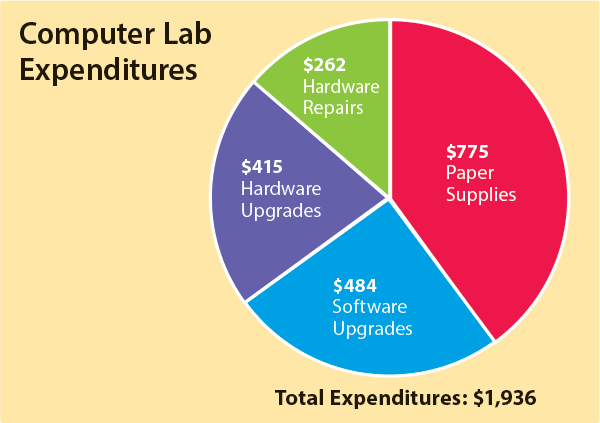 Computer Lab
Expenditures
$262
Hardware
Repairs
$775
Paper
Supplies
$415
Hardware
Upgrades
$484
Software
Upgrades
Total Expenditures: $1,936